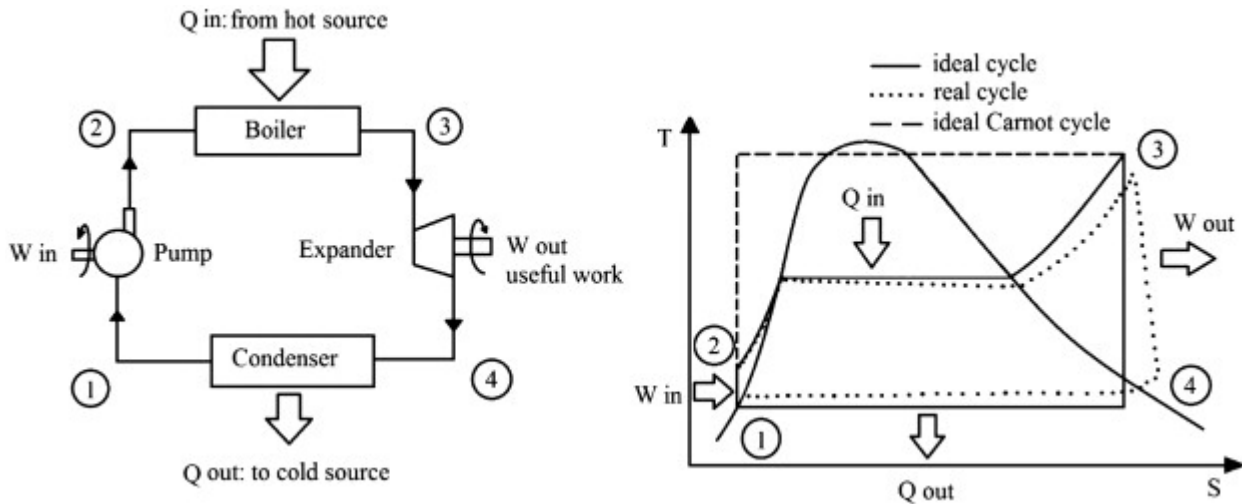 Q in: from hot source
2
Boiler
3
W in
Pump
Expander
W out
useful work
1
Condenser
4
Q out: to cold source
ideal cycle
real cycle
ideal Carnot cycle
T
3
Q in
W out
2
W in
4
1
Q out
S